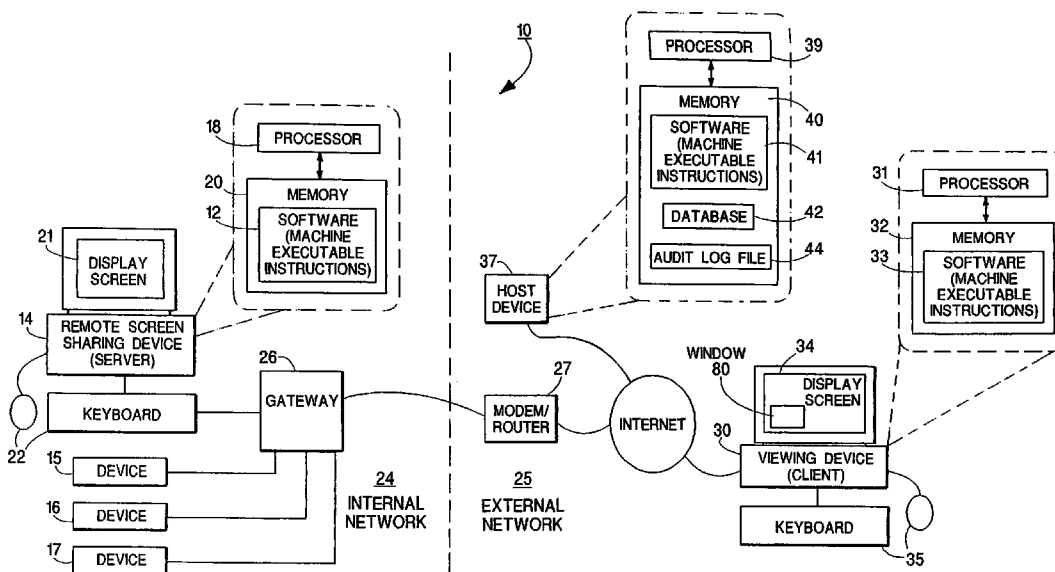 10
PROCESSOR
39
MEMORY
40
SOFTWARE
(MACHINE
EXECUTABLE
INSTRUCTIONS)
41
DATABASE
42
AUDIT LOG FILE
44
18
PROCESSOR
20
MEMORY
12
SOFTWARE
(MACHINE
EXECUTABLE
INSTRUCTIONS)
31
PROCESSOR
32
MEMORY
33
SOFTWARE
(MACHINE
EXECUTABLE
INSTRUCTIONS)
21
DISPLAY
SCREEN
14
REMOTE SCREEN
SHARING DEVICE
(SERVER)
KEYBOARD
22
26
GATEWAY
15
DEVICE
16
DEVICE
17
DEVICE
24
INTERNAL
NETWORK
25
EXTERNAL
NETWORK
37
HOST
DEVICE
27
MODEM/
ROUTER
INTERNET
WINDOW
80
34
DISPLAY
SCREEN
30
VIEWING DEVICE
(CLIENT)
KEYBOARD
35